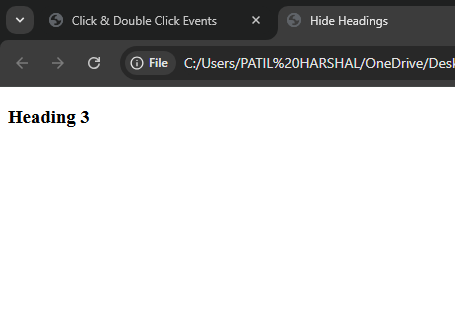 Click & Double Click Events
Hide Headings
File
C:/Users/PATIL%20HARSHAL/OneDrive/Desk
Heading 3